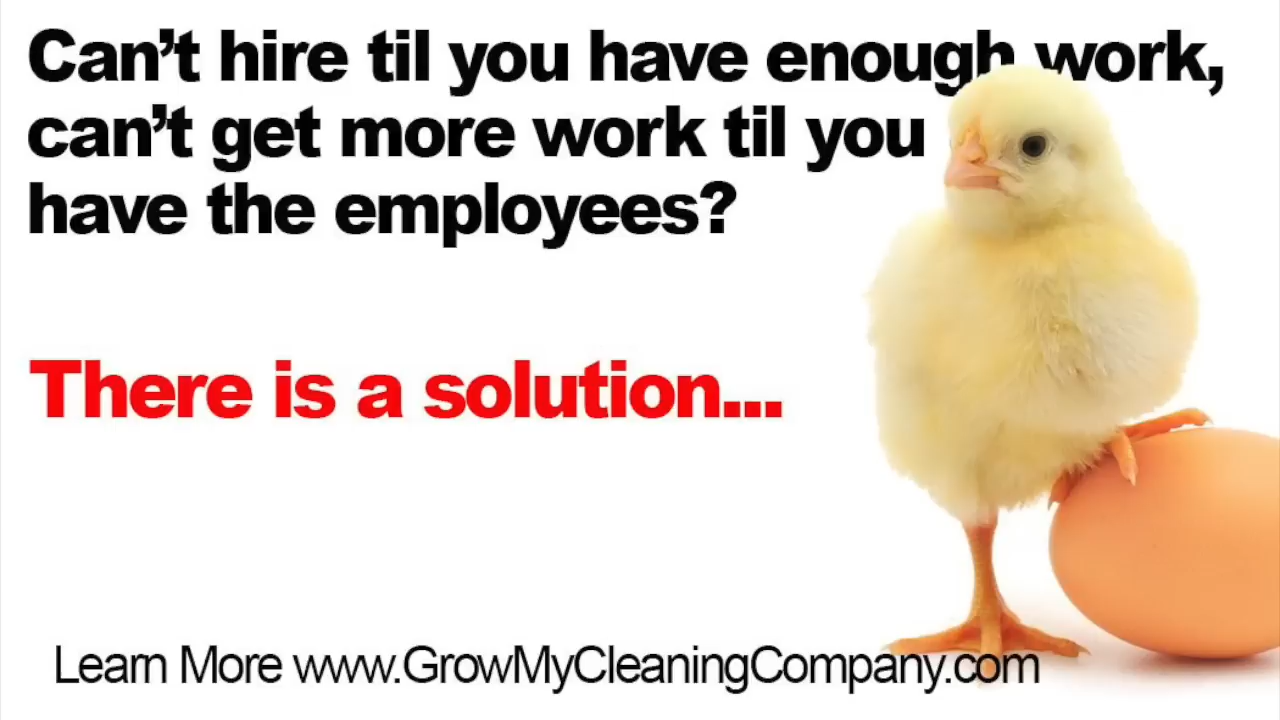 Can’t hire til you have enough work,
can’t get more work til you
have the employees?
There is a solution...
Learn More www.GrowMyCleaningCompany.com